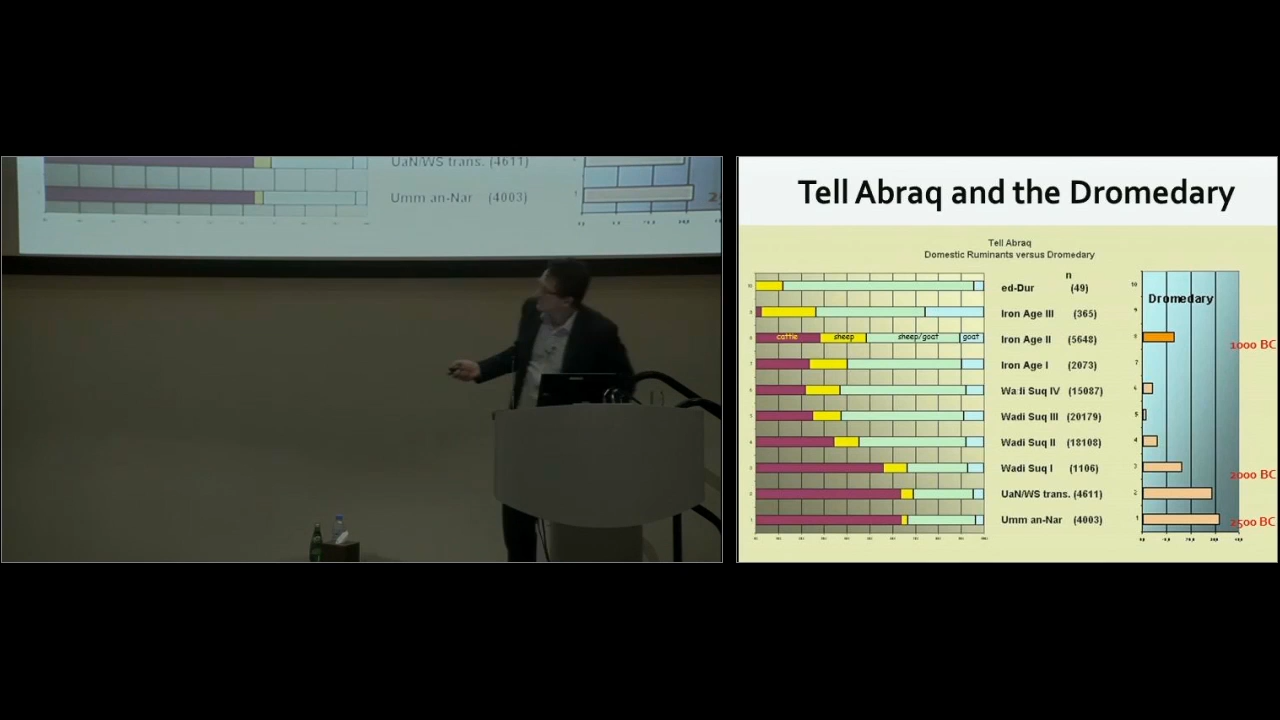 UaN/WS trans. (4611)
Umm an-Nar (4003)
Tell Abraq and the Dromedary
Tell Abraq
Domestic Ruminants versus Dromedary
n
ed-Dur (49)
Iron Age III (365)
cattle sheep sheep/goat goat
Iron Age II (5648)
Iron Age I (2073)
Wadi Suq IV (15087)
Wadi Suq III (20179)
Wadi Suq II (18108)
Wadi Suq I (1106)
UaN/WS trans. (4611)
Umm an-Nar (4003)
Dromedary
1000 BC
2000 BC
2500 BC